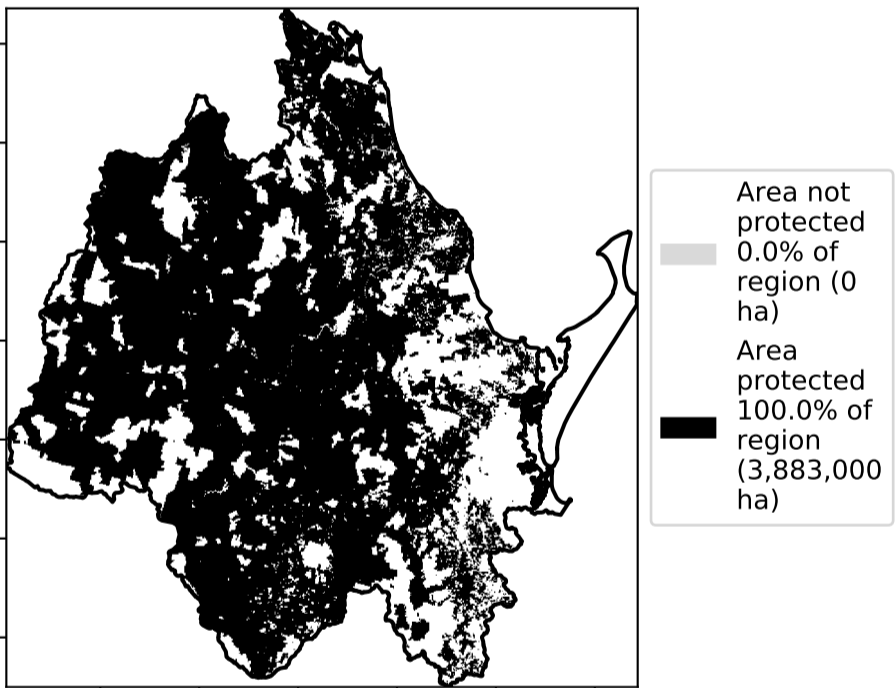 Area not
protected
0.0% of
region (0
ha)
Area
protected
100.0% of
region
(3,883,000
ha)